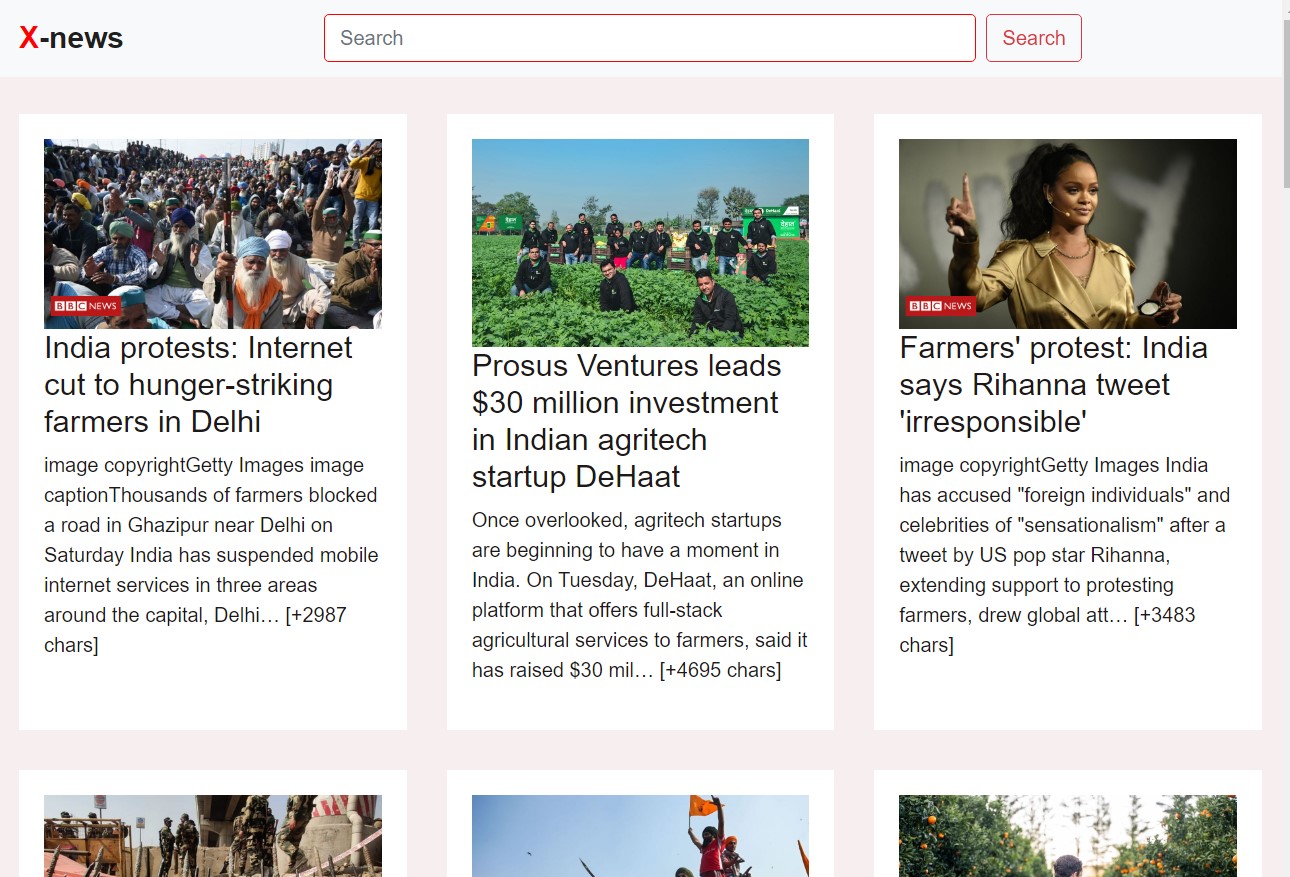 X-news
Search
Search
BBC NEWS
India protests: Internet
cut to hunger-striking
farmers in Delhi
image copyrightGetty Images image
captionThousands of farmers blocked
a road in Ghazipur near Delhi on
Saturday India has suspended mobile
internet services in three areas
around the capital, Delhi… [+2987
chars]
DeHaat
Prosus Ventures leads
$30 million investment
in Indian agritech
startup DeHaat
Once overlooked, agritech startups
are beginning to have a moment in
India. On Tuesday, DeHaat, an online
platform that offers full-stack
agricultural services to farmers, said it
has raised $30 mil… [+4695 chars]
BBC NEWS
Farmers' protest: India
says Rihanna tweet
'irresponsible'
image copyrightGetty Images India
has accused "foreign individuals" and
celebrities of "sensationalism" after a
tweet by US pop star Rihanna,
extending support to protesting
farmers, drew global att… [+3483
chars]